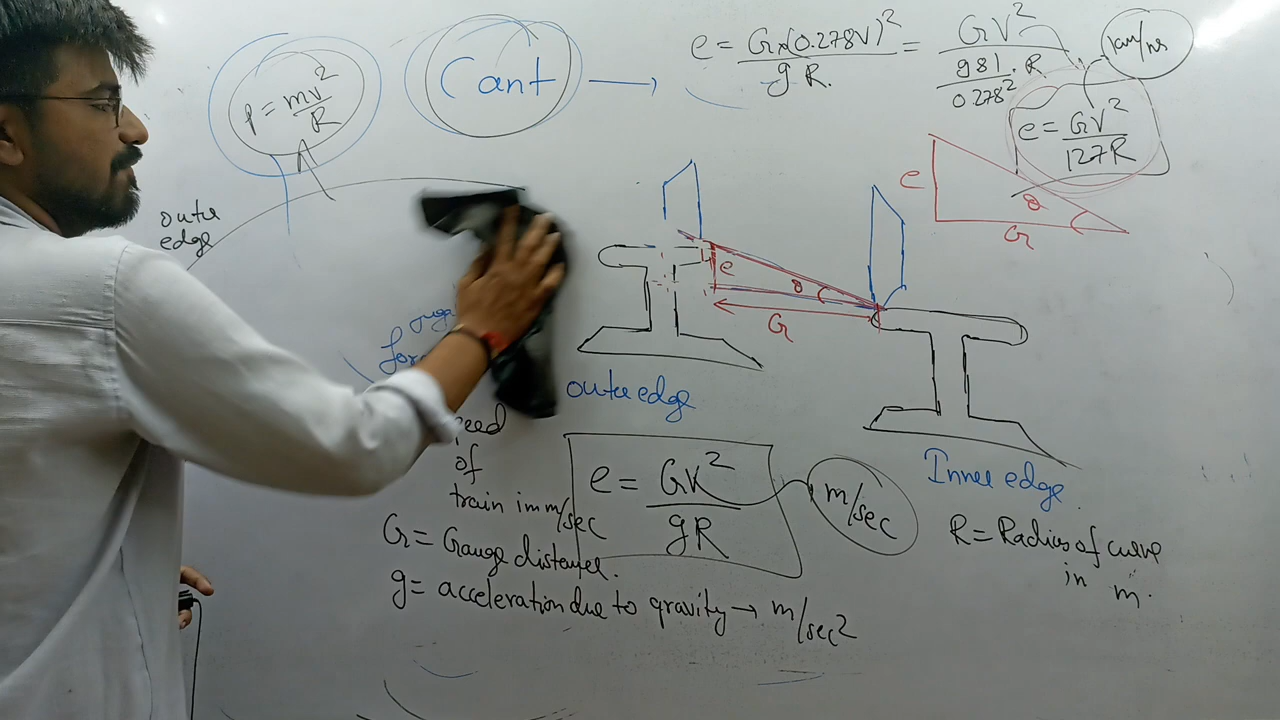 P = mv²/R
Cant →
e = G×(0.278V)²/gR. = GV²/(9.81/0.278² · R)
km/hr
e = GV²/127R
outer
edge
e
θ
G
e
θ
G
outer edge
Inner edge
of
train in m/sec
e = GV²/gR
m/sec
R = Radius of curve
in m.
G = Gauge distance.
g = acceleration due to gravity → m/sec²